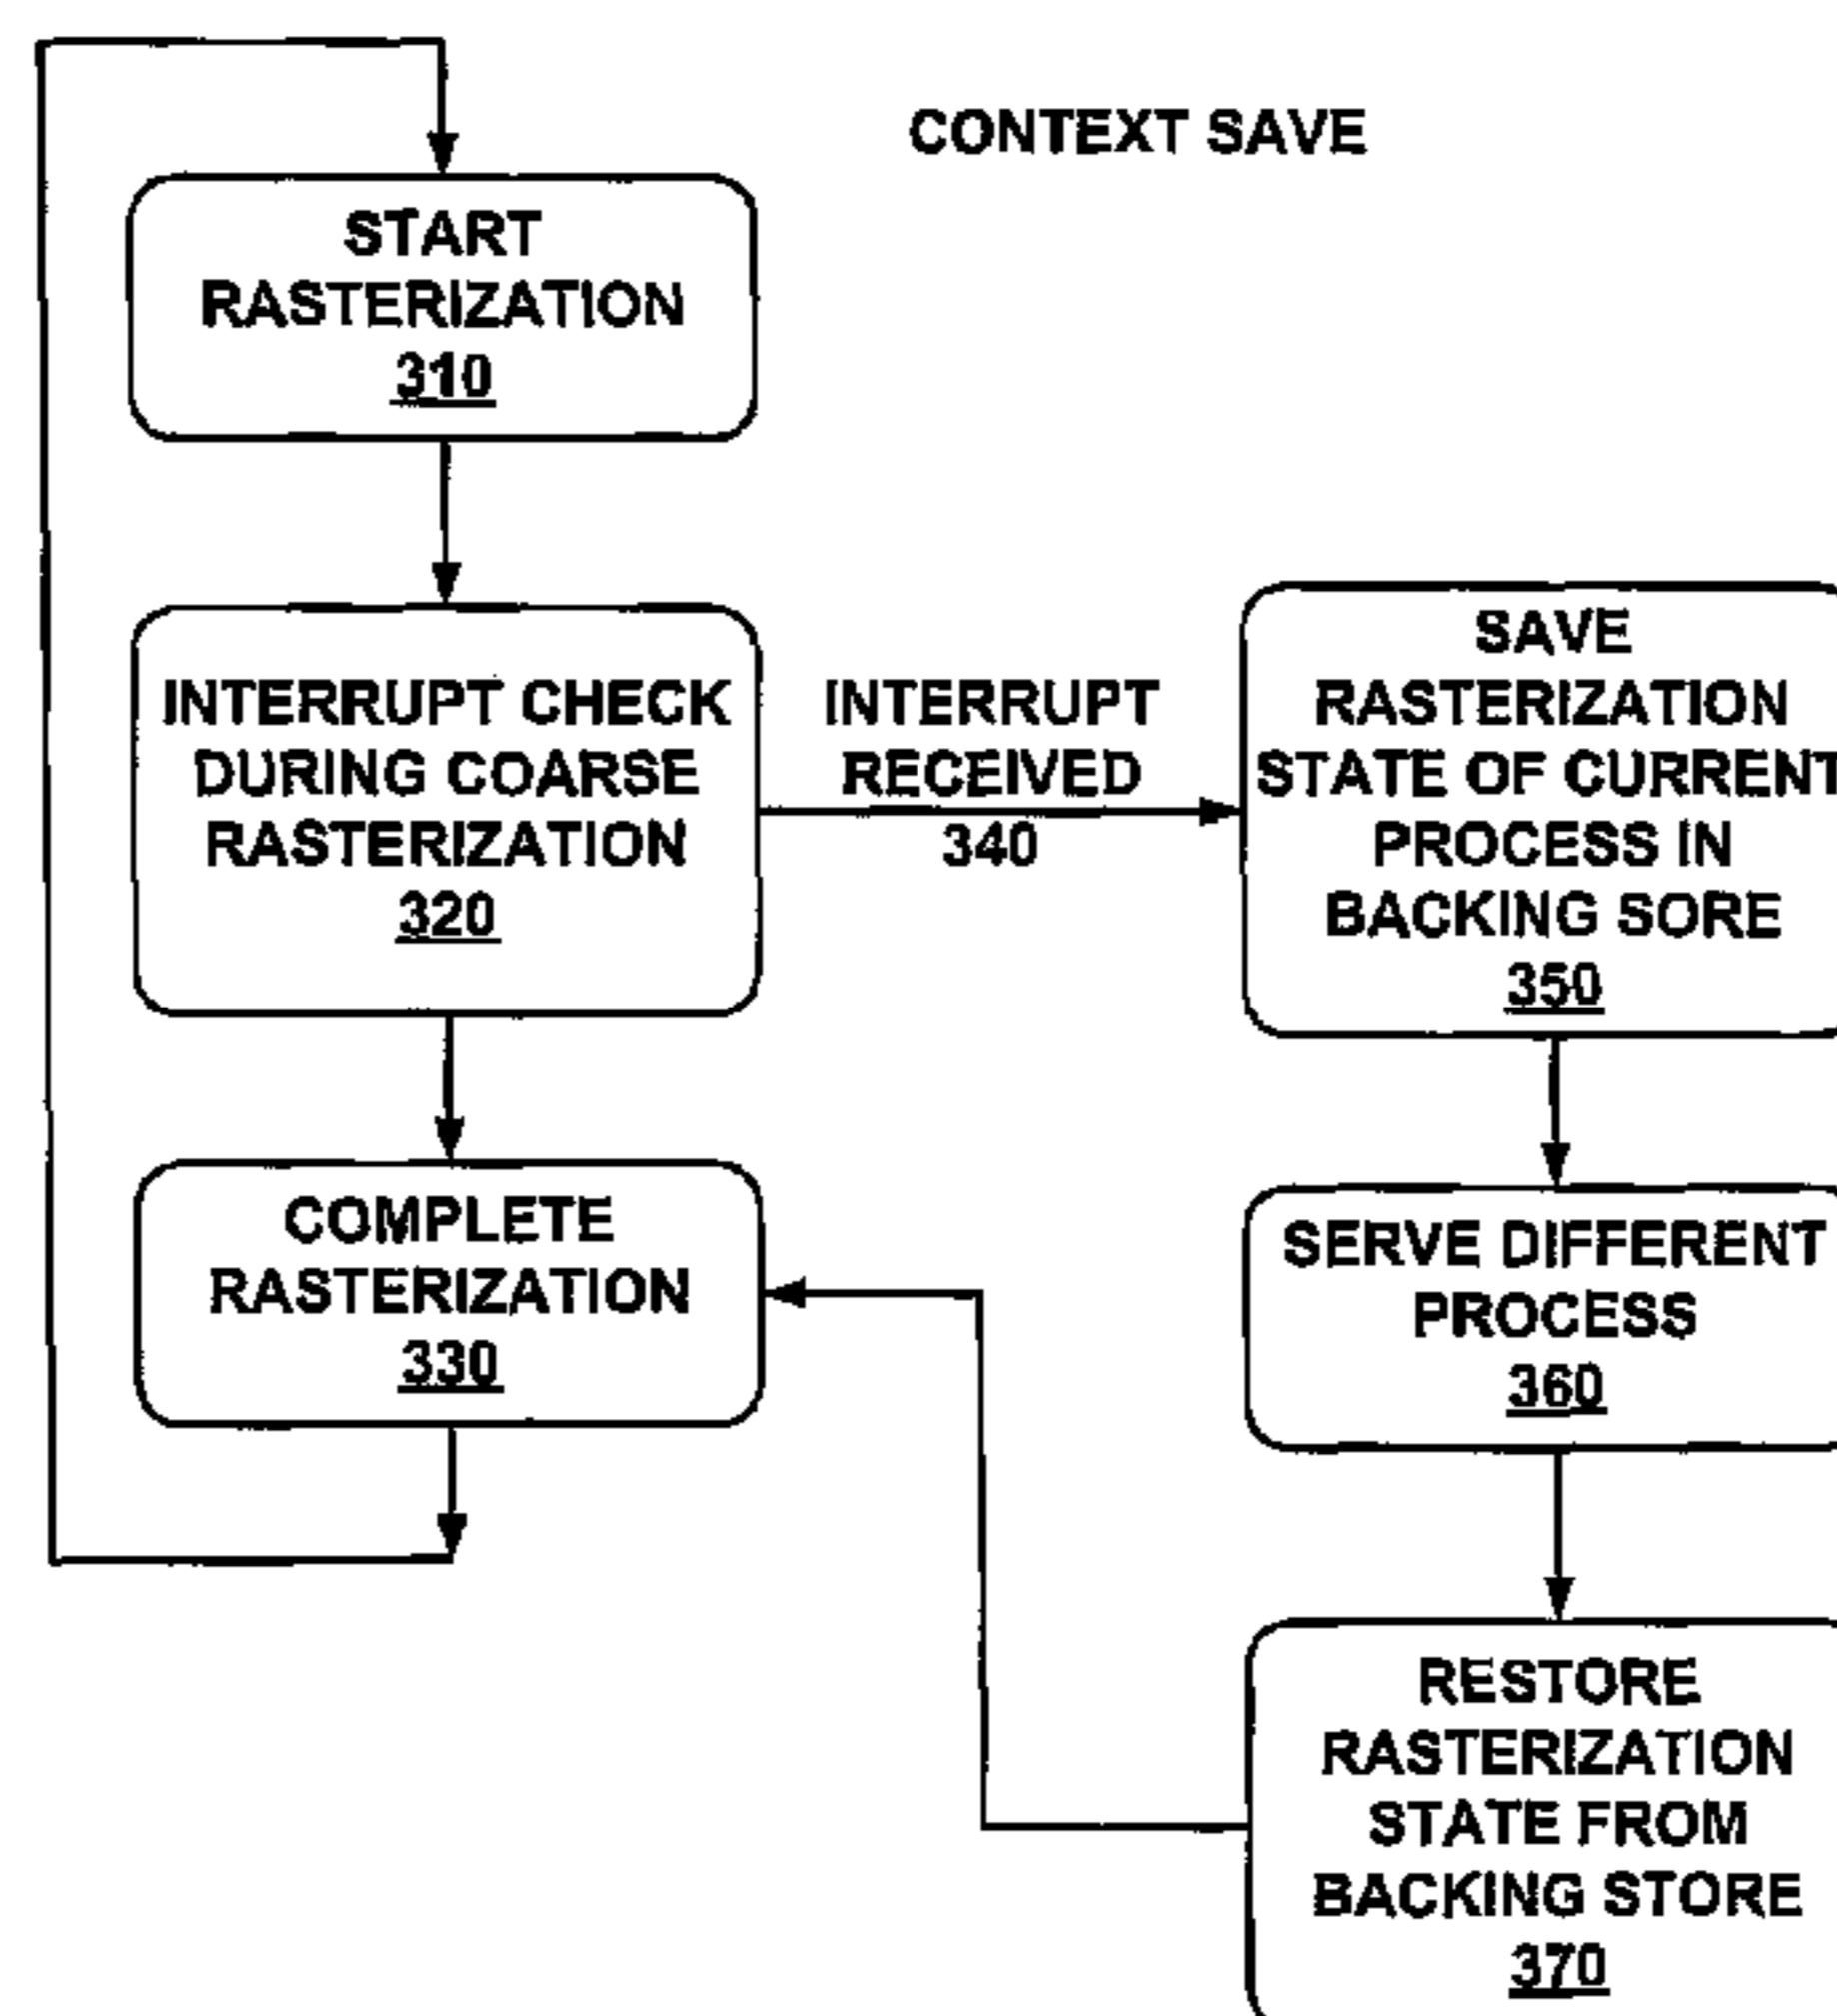 CONTEXT SAVE
START
RASTERIZATION
310
INTERRUPT CHECK
DURING COARSE
RASTERIZATION
320
INTERRUPT
RECEIVED
340
SAVE
RASTERIZATION
STATE OF CURRENT
PROCESS IN
BACKING SORE
350
COMPLETE
RASTERIZATION
330
SERVE DIFFERENT
PROCESS
360
RESTORE
RASTERIZATION
STATE FROM
BACKING STORE
370